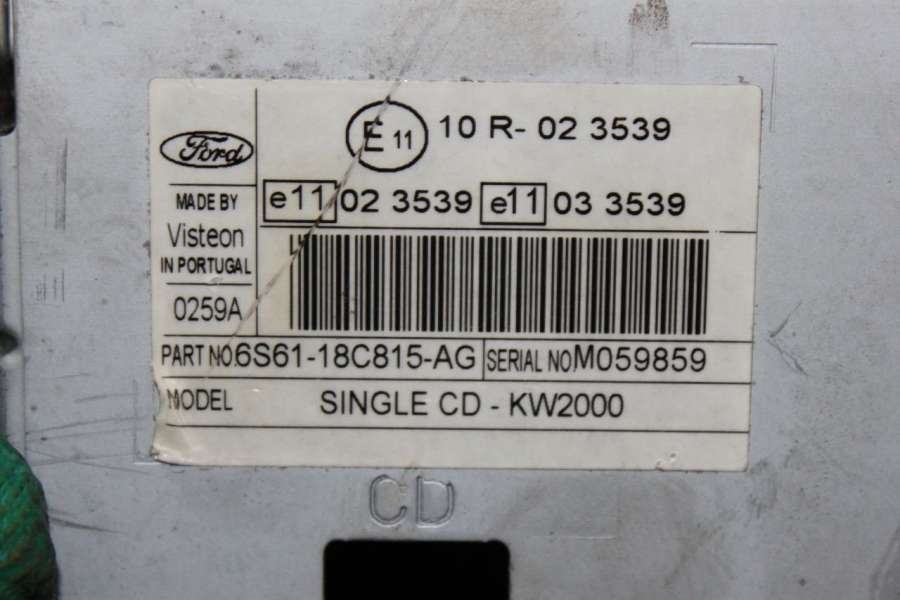 Ford
E 11 10 R- 02 3539
e11 02 3539 e11 03 3539
MADE BY
Visteon
IN PORTUGAL
0259A
PART NO. 6S61-18C815-AG SERIAL NO. M059859
MODEL SINGLE CD - KW2000
CD